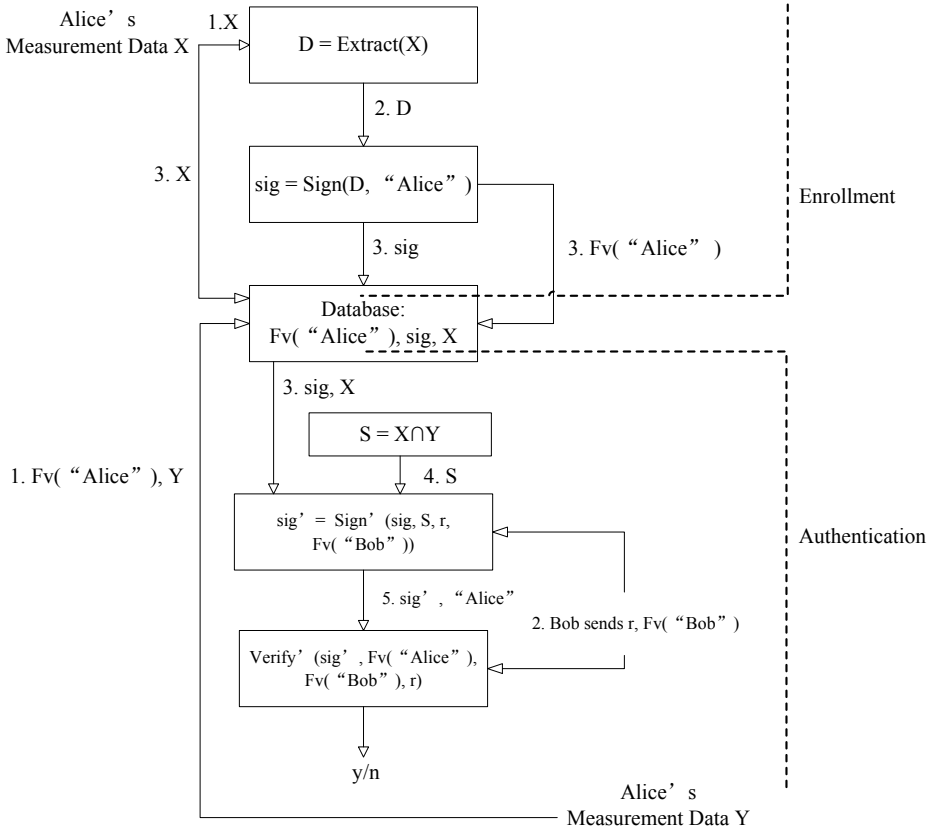 Alice’s
Measurement Data X
1.X
D = Extract(X)
2. D
3. X
sig = Sign(D, “Alice”)
Enrollment
3. sig
3. Fv(“Alice”)
Database:
Fv(“Alice”), sig, X
3. sig, X
S = X∩Y
1. Fv(“Alice”), Y
4. S
sig’ = Sign’(sig, S, r,
Fv(“Bob”))
Authentication
5. sig’, “Alice”
2. Bob sends r, Fv(“Bob”)
Verify’(sig’, Fv(“Alice”),
Fv(“Bob”), r)
y/n
Alice’s
Measurement Data Y